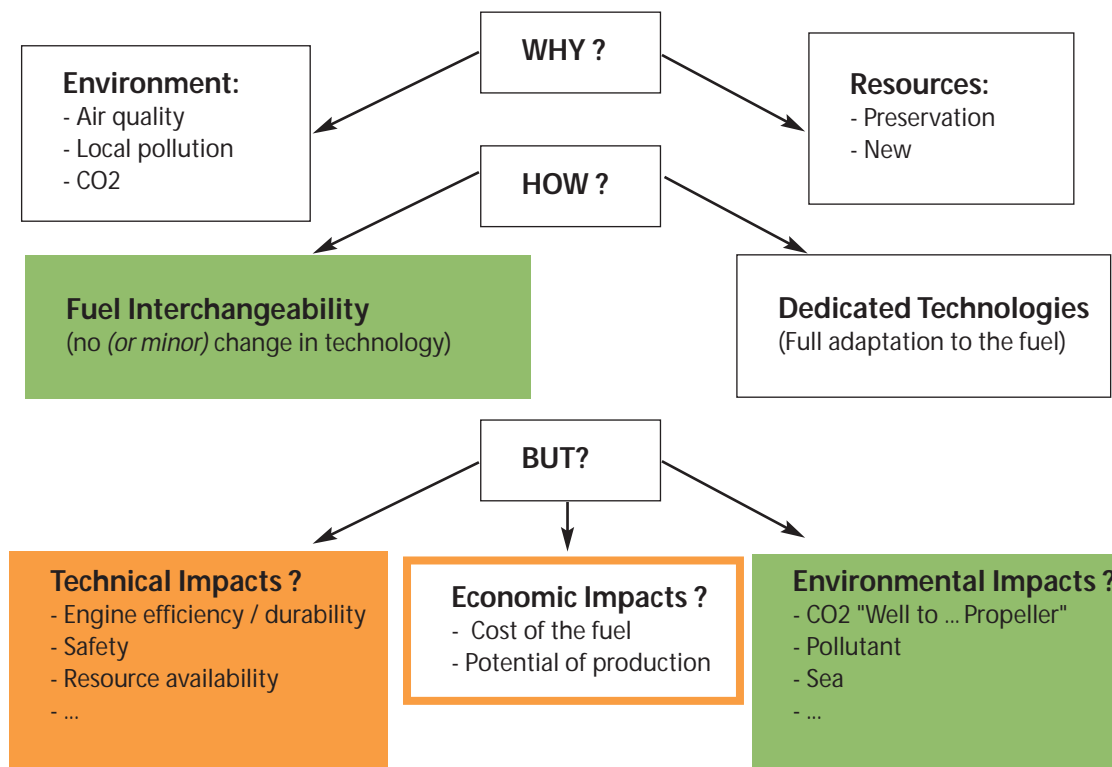 WHY ?
Environment:
- Air quality
- Local pollution
- CO2
Resources:
- Preservation
- New
HOW ?
Fuel Interchangeability
(no (or minor) change in technology)
Dedicated Technologies
(Full adaptation to the fuel)
BUT?
Technical Impacts ?
- Engine efficiency / durability
- Safety
- Resource availability
- ...
Economic Impacts ?
- Cost of the fuel
- Potential of production
Environmental Impacts ?
- CO2 "Well to ... Propeller"
- Pollutant
- Sea
- ...